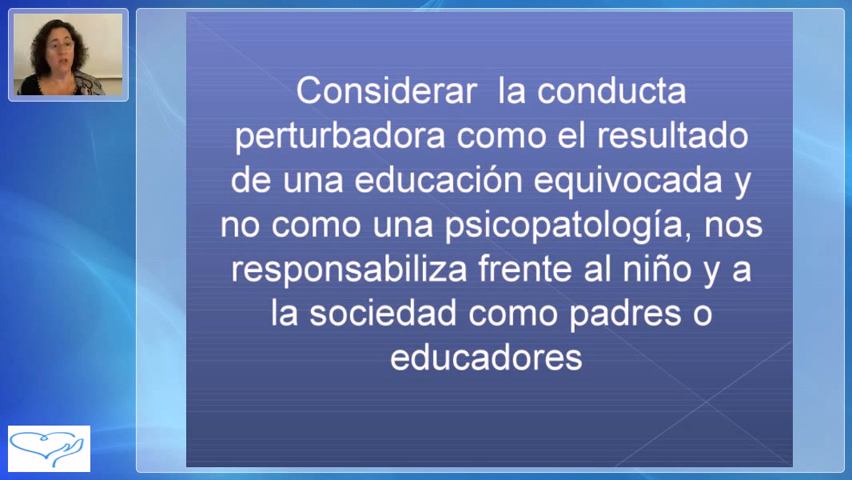 Considerar  la conducta
perturbadora como el resultado
de una educación equivocada y
no como una psicopatología, nos
responsabiliza frente al niño y a
la sociedad como padres o
educadores